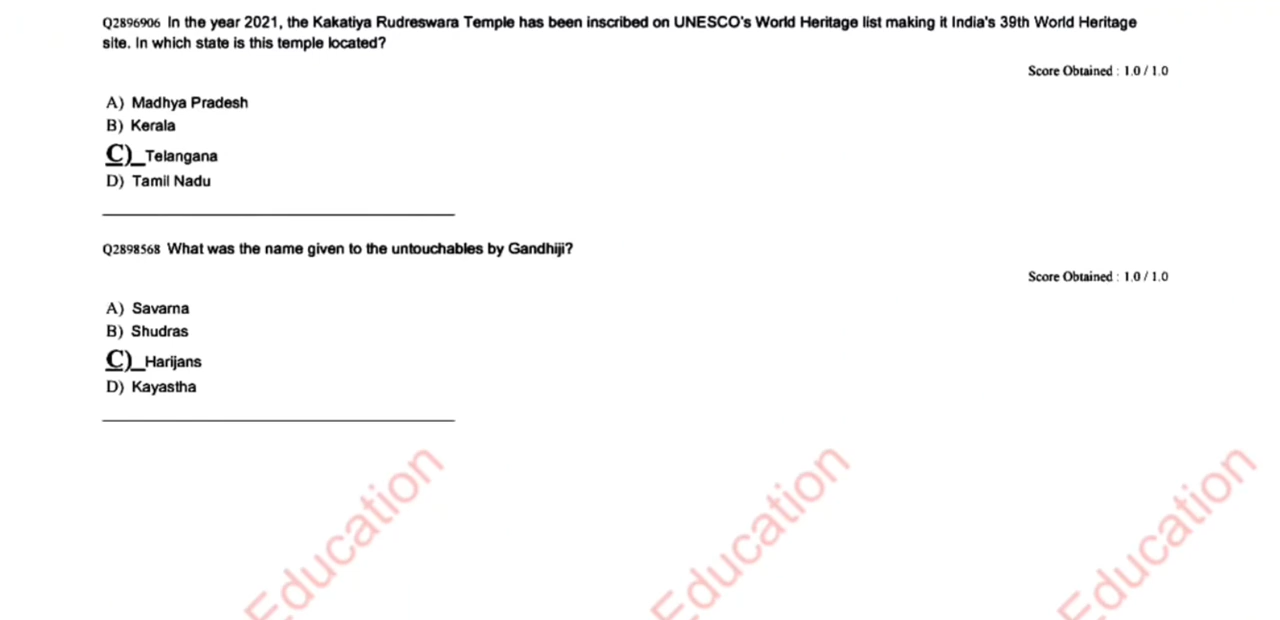 Q2896906 In the year 2021, the Kakatiya Rudreswara Temple has been inscribed on UNESCO's World Heritage list making it India's 39th World Heritage
site. In which state is this temple located?
Score Obtained : 1.0 / 1.0
A) Madhya Pradesh
B) Kerala
C) Telangana
D) Tamil Nadu
Q2898568 What was the name given to the untouchables by Gandhiji?
Score Obtained : 1.0 / 1.0
A) Savarna
B) Shudras
C) Harijans
D) Kayastha
Education
Education
Education